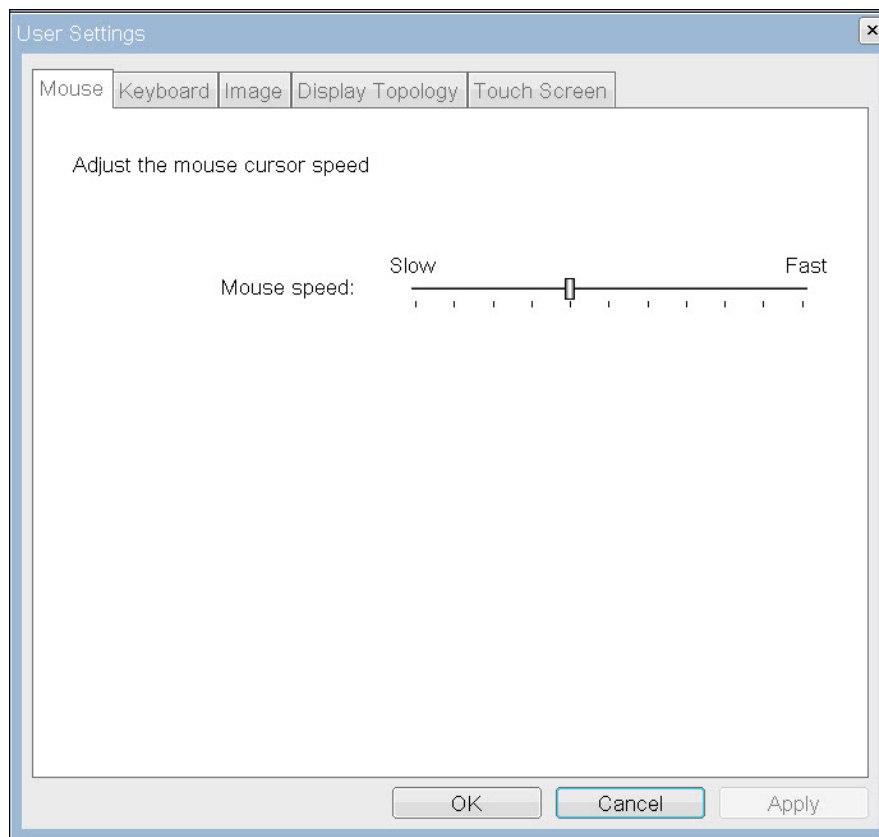 User Settings
Mouse Keyboard Image Display Topology Touch Screen
Adjust the mouse cursor speed
Slow Fast
Mouse speed:
OK Cancel Apply